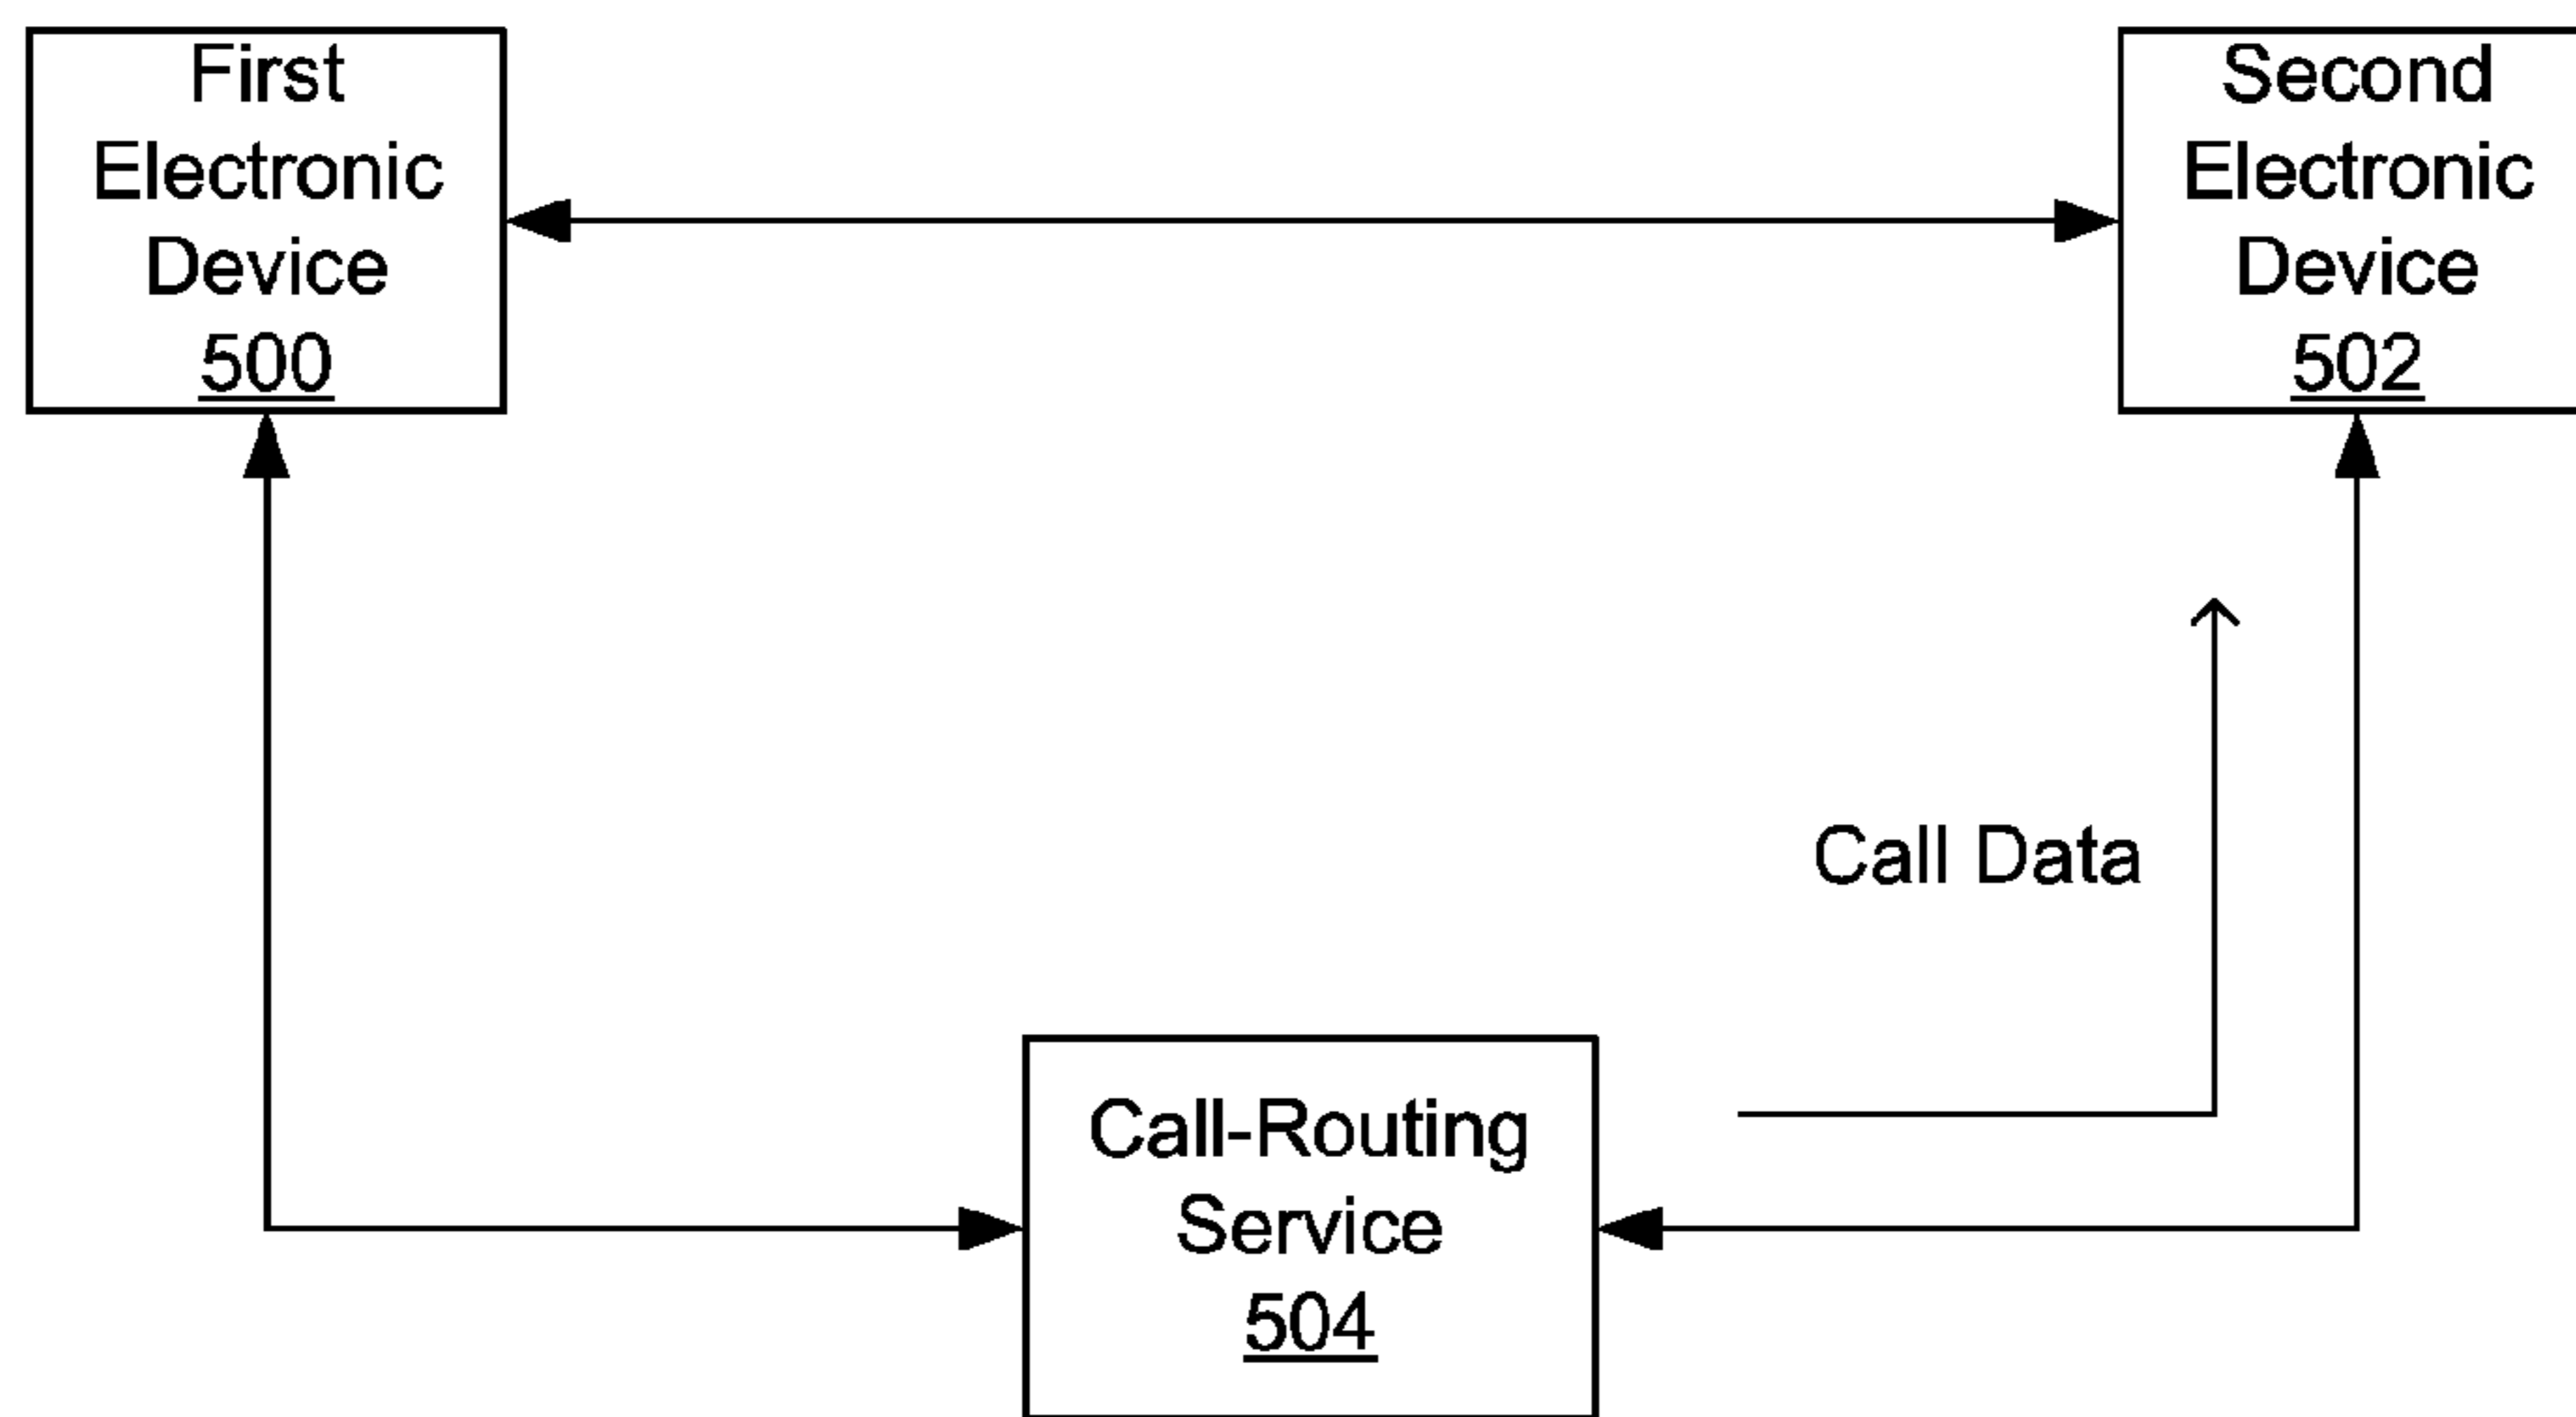 First
Electronic
Device
500
Second
Electronic
Device
502
Call Data
Call-Routing
Service
504